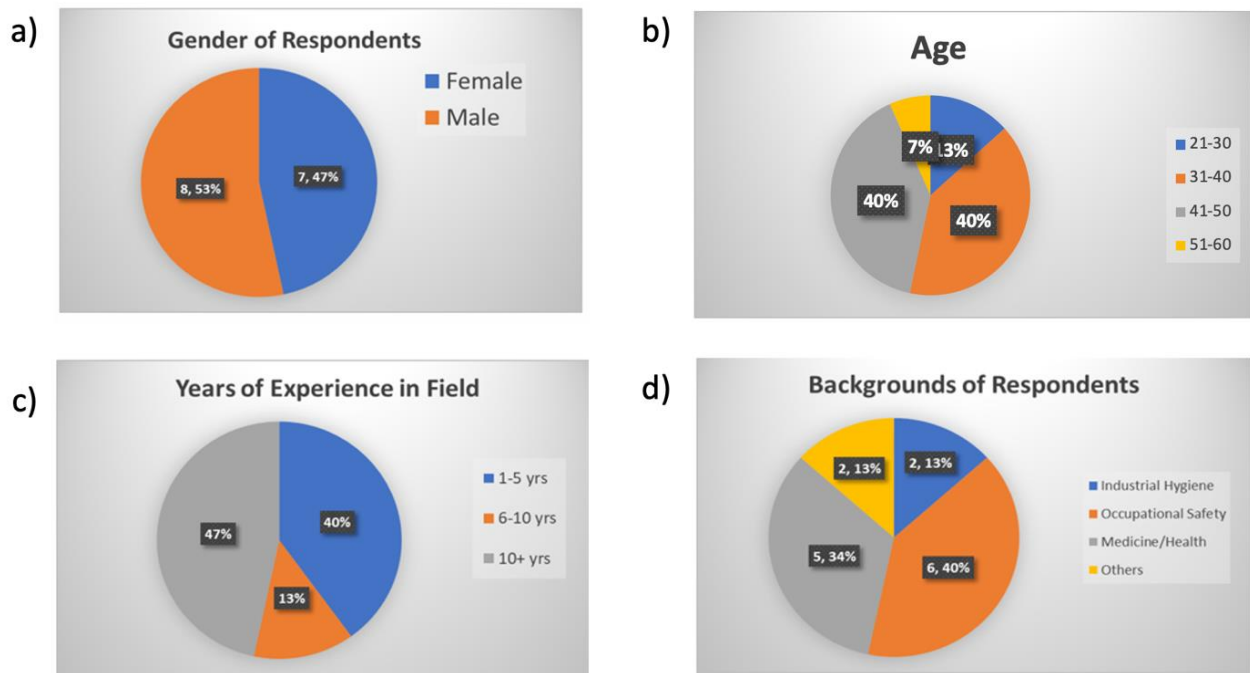 a)
Gender of Respondents
Female
Male
8, 53%
7, 47%
b)
Age
7%
13%
40%
40%
21-30
31-40
41-50
51-60
c)
Years of Experience in Field
40%
47%
13%
1-5 yrs
6-10 yrs
10+ yrs
d)
Backgrounds of Respondents
2, 13%
2, 13%
5, 34%
6, 40%
Industrial Hygiene
Occupational Safety
Medicine/Health
Others